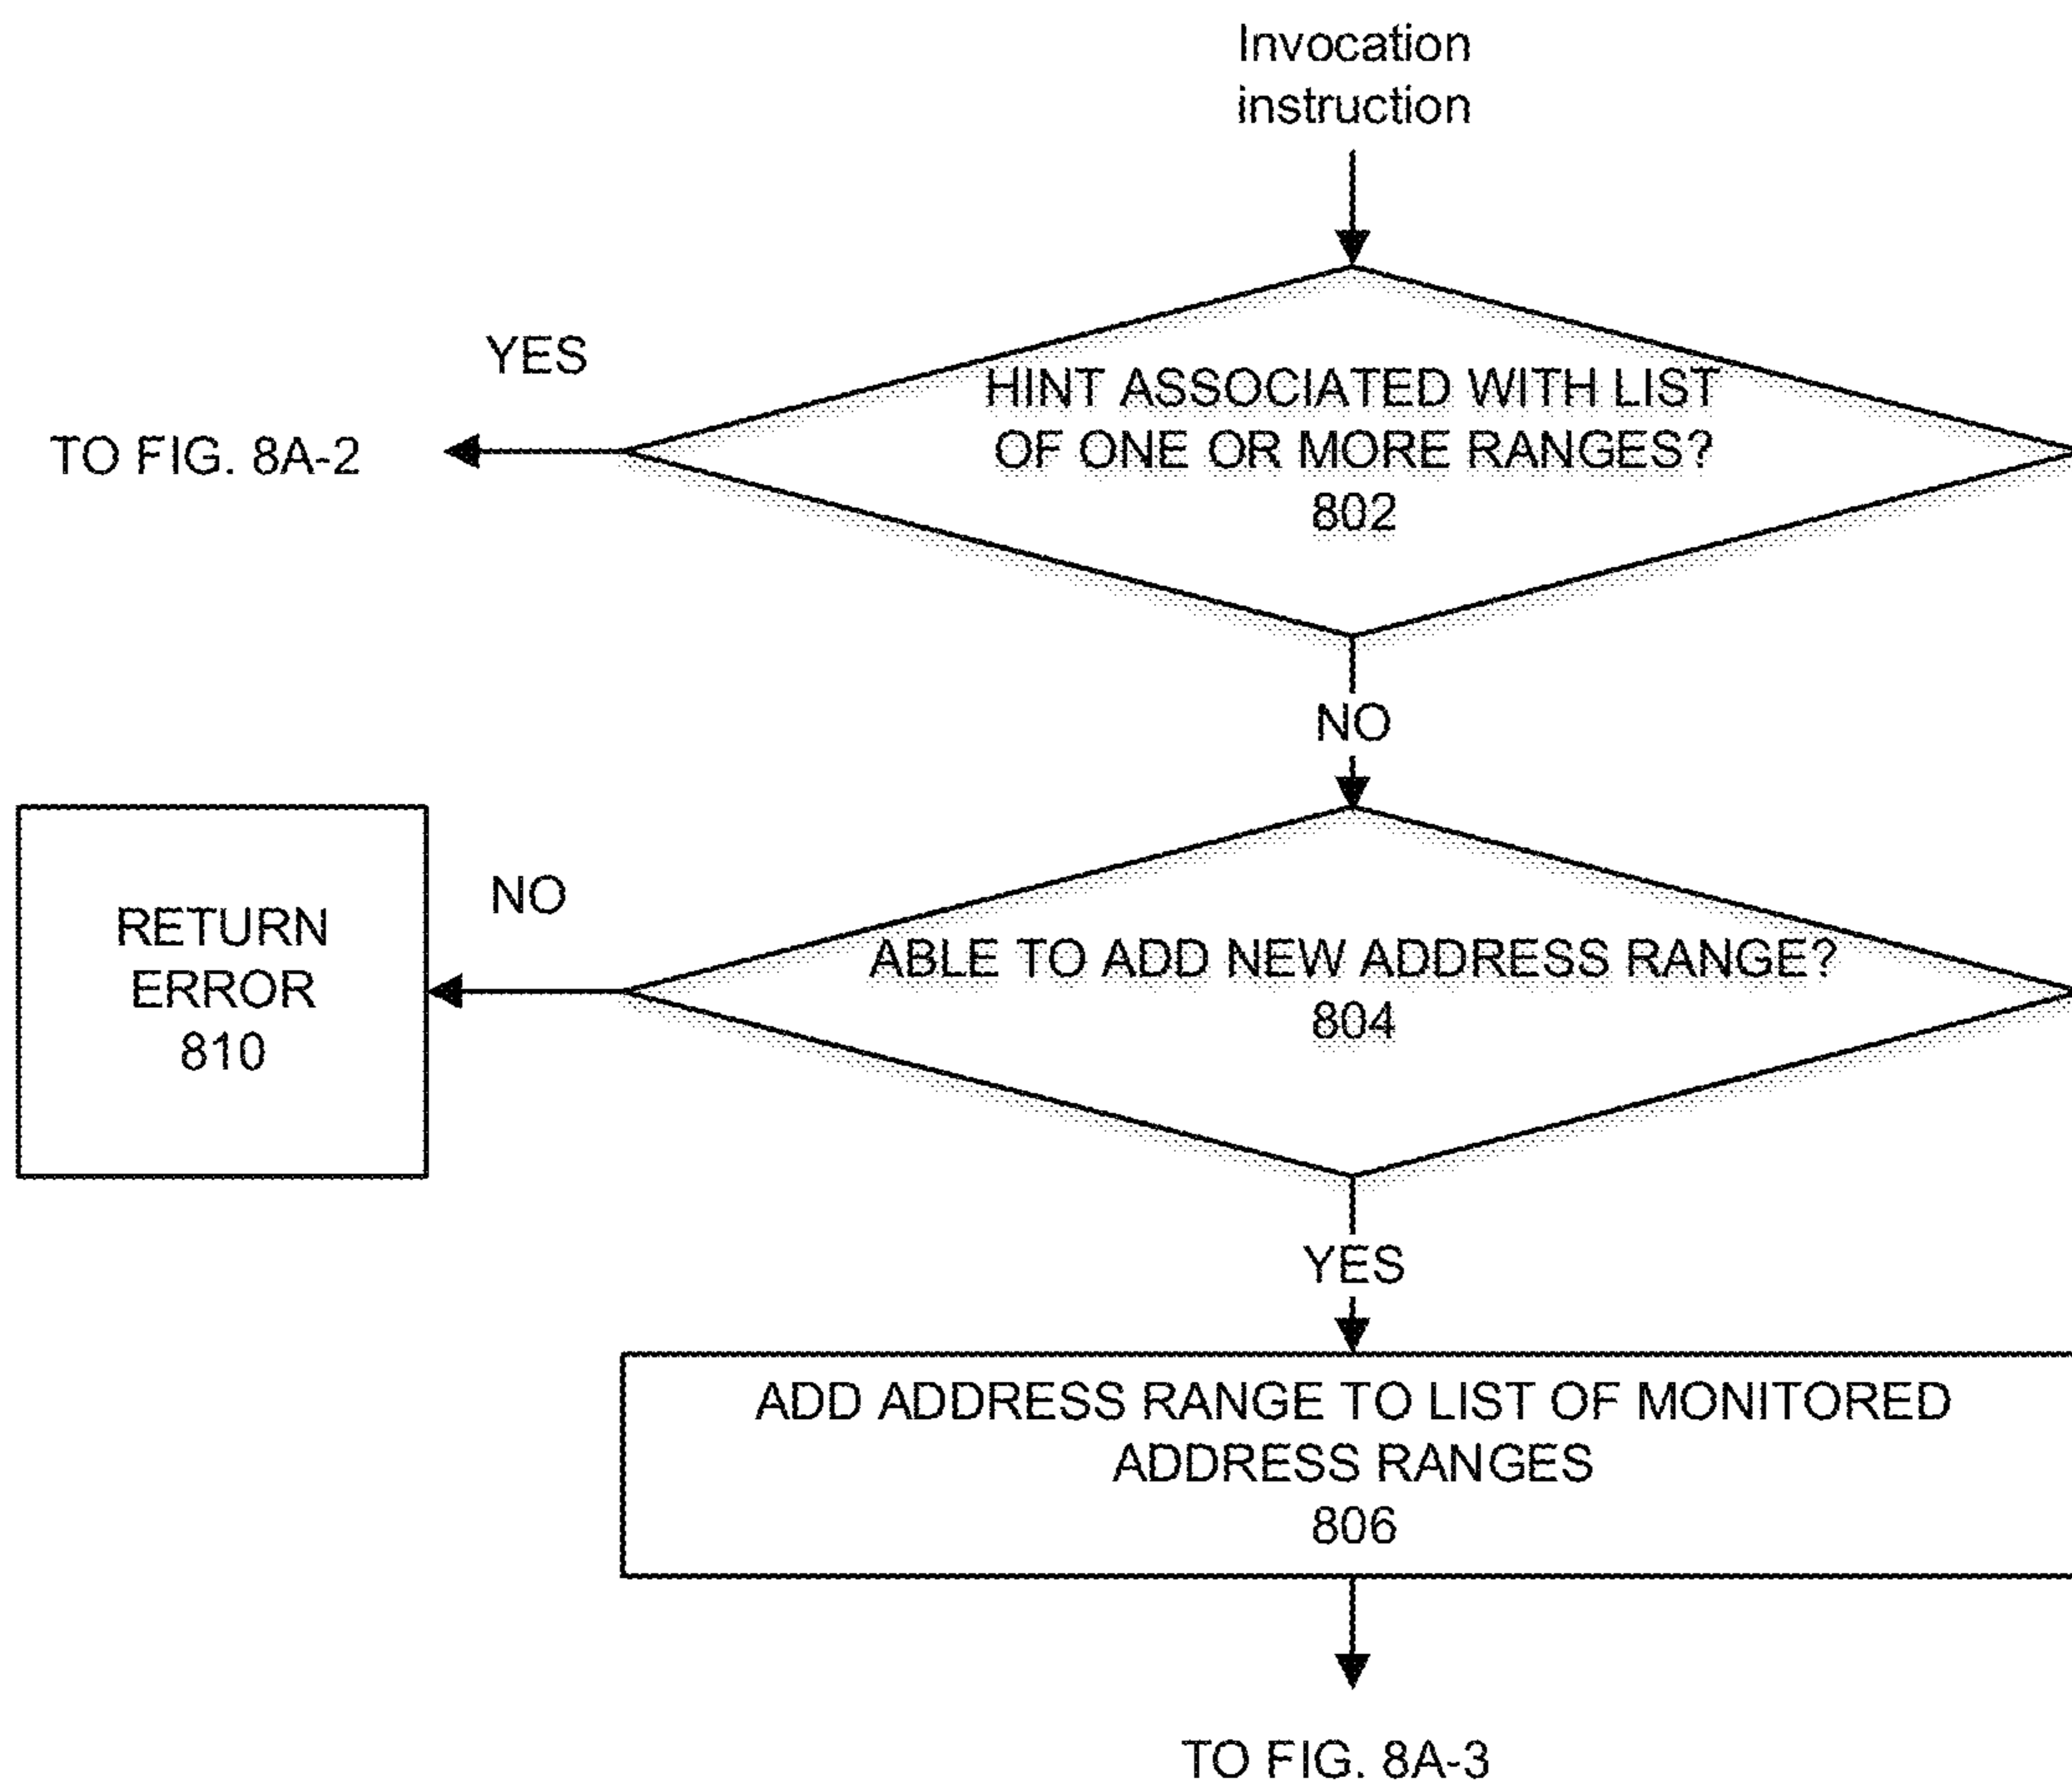 Invocation
instruction
YES
HINT ASSOCIATED WITH LIST
OF ONE OR MORE RANGES?
802
TO FIG. 8A-2
NO
RETURN
ERROR
810
NO
ABLE TO ADD NEW ADDRESS RANGE?
804
YES
ADD ADDRESS RANGE TO LIST OF MONITORED
ADDRESS RANGES
806
TO FIG. 8A-3